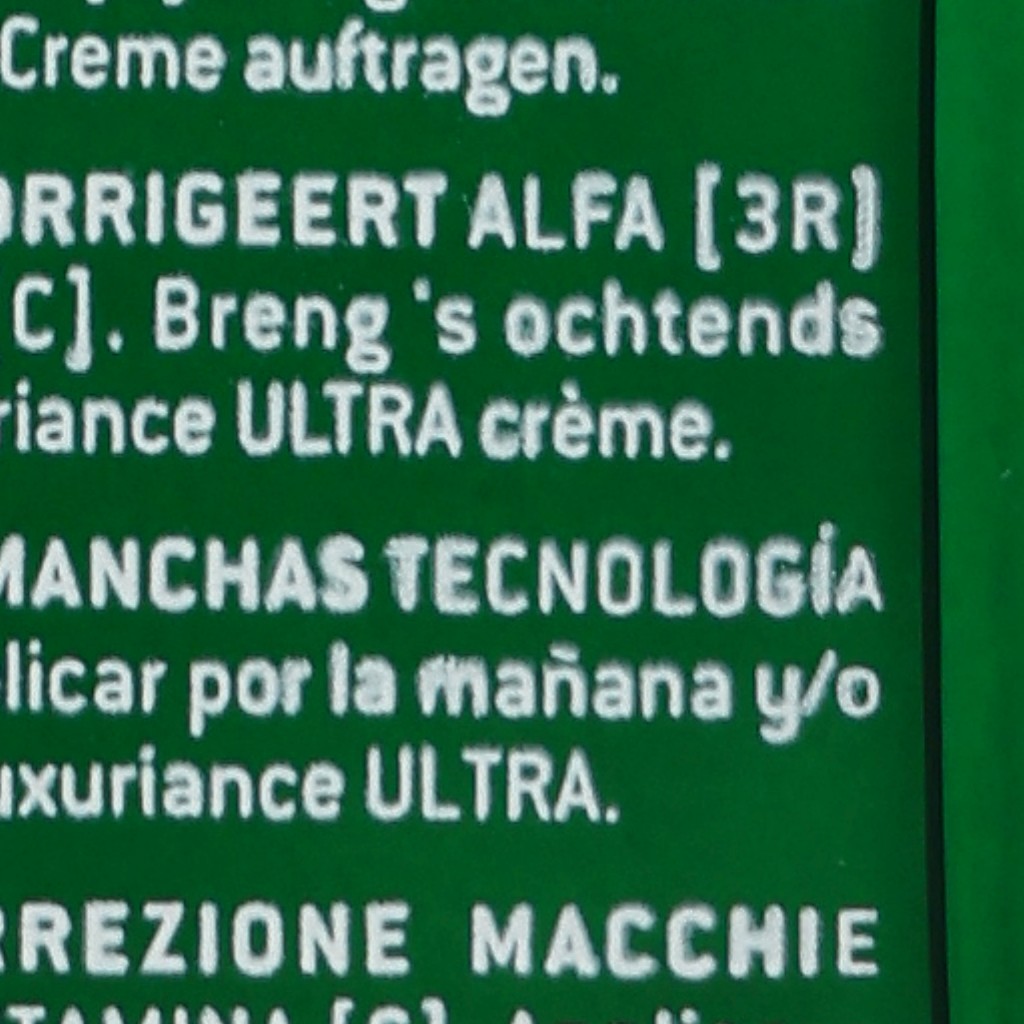 Creme auftragen.
ORRIGEERT ALFA [3R]
C]. Breng 's ochtends
riance ULTRA crème.
MANCHAS TECNOLOGÍA
licar por la mañana y/o
uxuriance ULTRA.
RREZIONE MACCHIE
TAMINA [C]